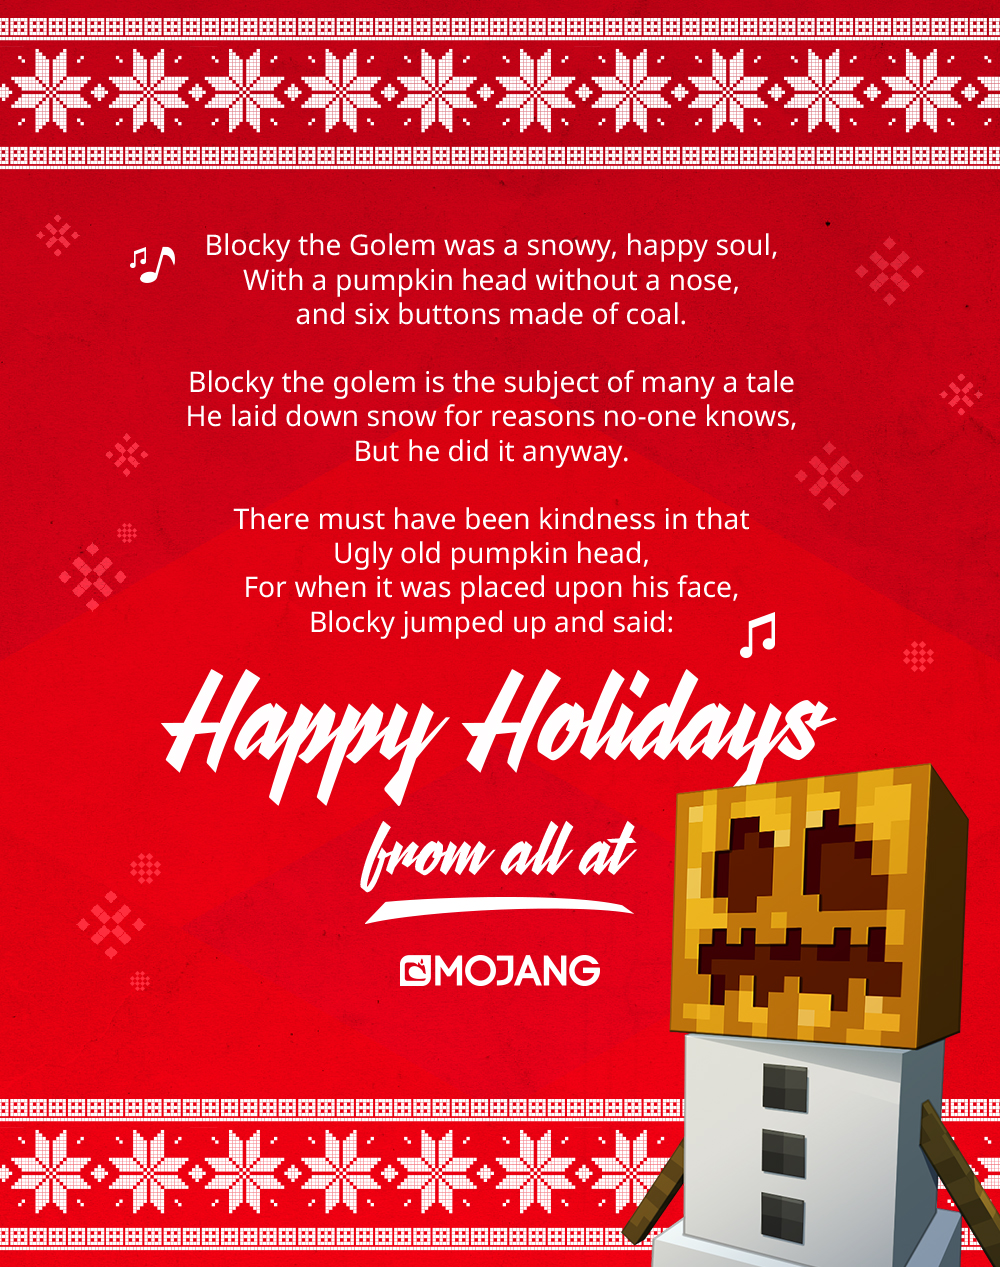 Blocky the Golem was a snowy, happy soul,
With a pumpkin head without a nose,
and six buttons made of coal.
Blocky the golem is the subject of many a tale
He laid down snow for reasons no-one knows,
But he did it anyway.
There must have been kindness in that
Ugly old pumpkin head,
For when it was placed upon his face,
Blocky jumped up and said:
Happy Holidays
from all at
MOJANG